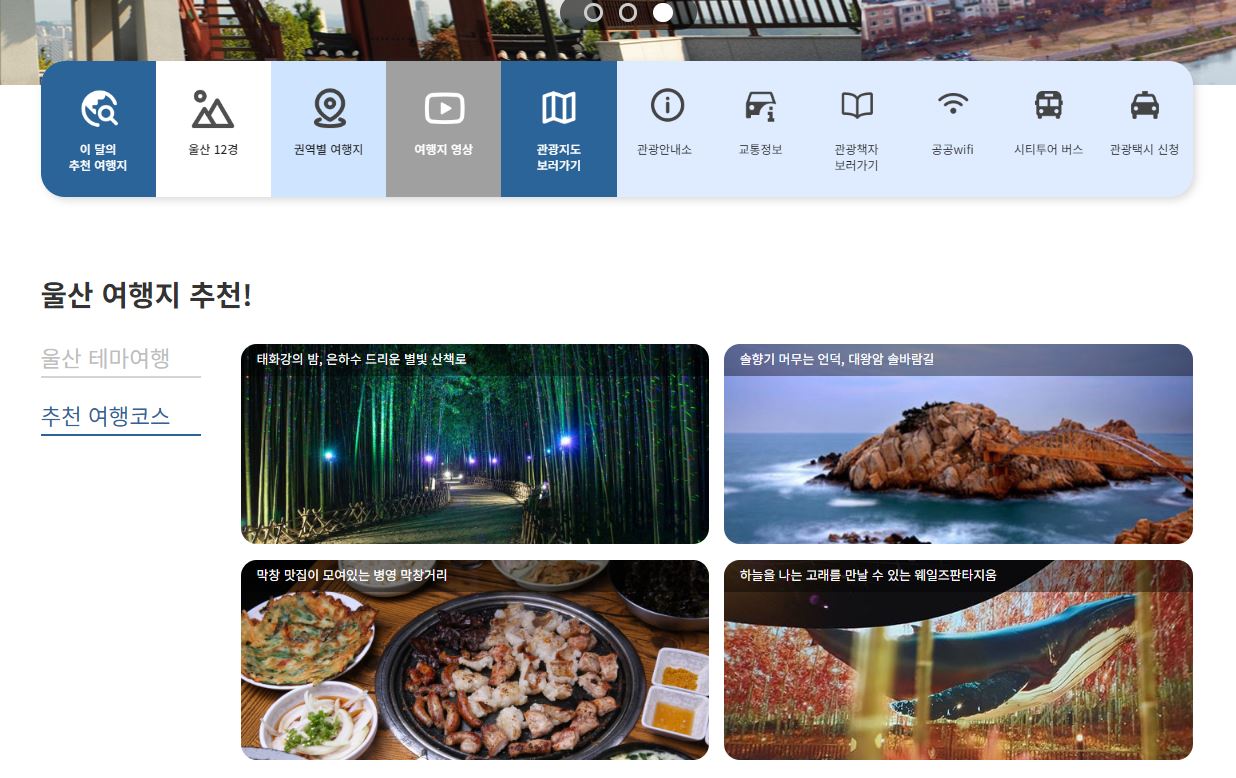 이 달의
추천 여행지
울산 12경
권역별 여행지
여행지 영상
관광지도
보러가기
관광안내소
교통정보
관광책자
보러가기
공공wifi
시티투어 버스
관광택시 신청
울산 여행지 추천!
울산 테마여행
추천 여행코스
태화강의 밤, 은하수 드리운 별빛 산책로
솔향기 머무는 언덕, 대왕암 솔바람길
막창 맛집이 모여있는 병영 막창거리
하늘을 나는 고래를 만날 수 있는 웨일즈판타지움